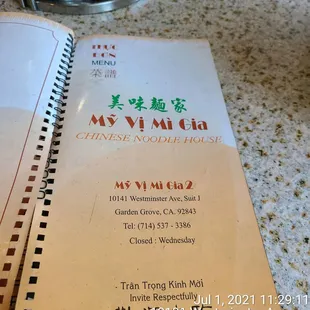 THỰC
ĐƠN
MENU
菜譜
美味麵家
Mỹ Vị Mì Gia
CHINESE NOODLE HOUSE
Mỹ Vị Mì Gia 2
10141 Westminster Ave, Suit I
Garden Grove, CA. 92843
Tel: (714) 537 - 3386
Closed : Wednesday
- Trân Trọng Kính Mời
Invite Respectfully
Jul 1, 2021 11:29:11